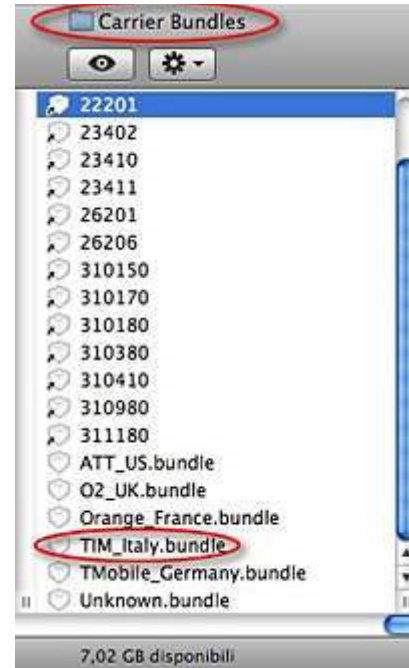 Carrier Bundles
22201
23402
23410
23411
26201
26206
310150
310170
310180
310380
310410
310980
311180
ATT_US.bundle
O2_UK.bundle
Orange_France.bundle
TIM_Italy.bundle
TMobile_Germany.bundle
Unknown.bundle
7,02 GB disponibili